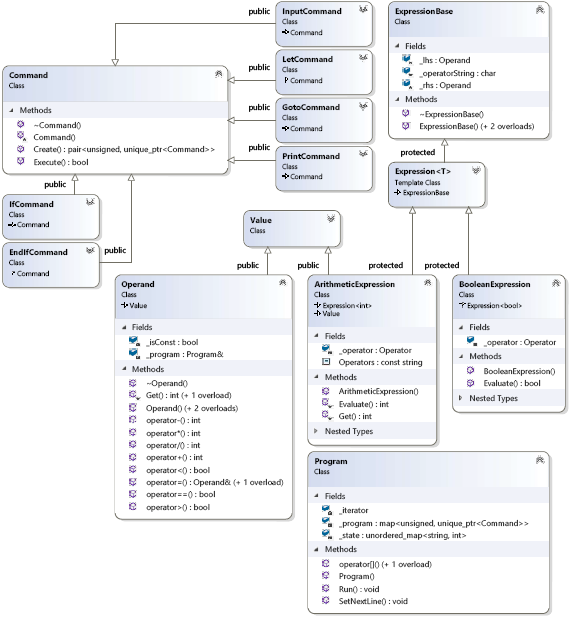 public
InputCommand
Class
Command
public
LetCommand
Class
Command
public
GotoCommand
Class
Command
public
PrintCommand
Class
Command
Command
Class
Methods
~Command()
Command()
Create() : pair<unsigned, unique_ptr<Command>>
Execute() : bool
public
IfCommand
Class
Command
public
EndIfCommand
Class
Command
ExpressionBase
Class
Fields
_lhs : Operand
_operatorString : char
_rhs : Operand
Methods
~ExpressionBase()
ExpressionBase() (+ 2 overloads)
protected
Expression<T>
Template Class
ExpressionBase
Value
Class
public
public
protected
protected
Operand
Class
Value
Fields
_isConst : bool
_program : Program&
Methods
~Operand()
Get() : int (+ 1 overload)
Operand() (+ 2 overloads)
operator-() : int
operator*() : int
operator/() : int
operator+() : int
operator<() : bool
operator=() : Operand& (+ 1 overload)
operator==() : bool
operator>() : bool
ArithmeticExpression
Class
Expression<int>
Value
Fields
_operator : Operator
Operators : const string
Methods
ArithmeticExpression()
Evaluate() : int
Get() : int
Nested Types
BooleanExpression
Class
Expression<bool>
Fields
_operator : Operator
Methods
BooleanExpression()
Evaluate() : bool
Nested Types
Program
Class
Fields
_iterator
_program : map<unsigned, unique_ptr<Command>>
_state : unordered_map<string, int>
Methods
operator[]() (+ 1 overload)
Program()
Run() : void
SetNextLine() : void